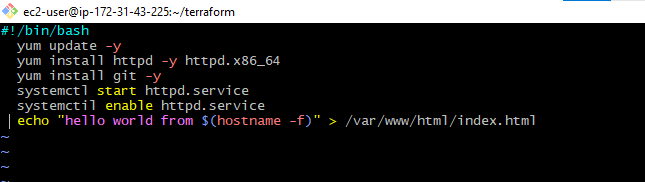 ec2-user@ip-172-31-43-225:~/terraform
#!/bin/bash
yum update -y
yum install httpd -y httpd.x86_64
yum install git -y
systemctl start httpd.service
systemctil enable httpd.service
echo "hello world from $(hostname -f)" > /var/www/html/index.html
~
~
~
~